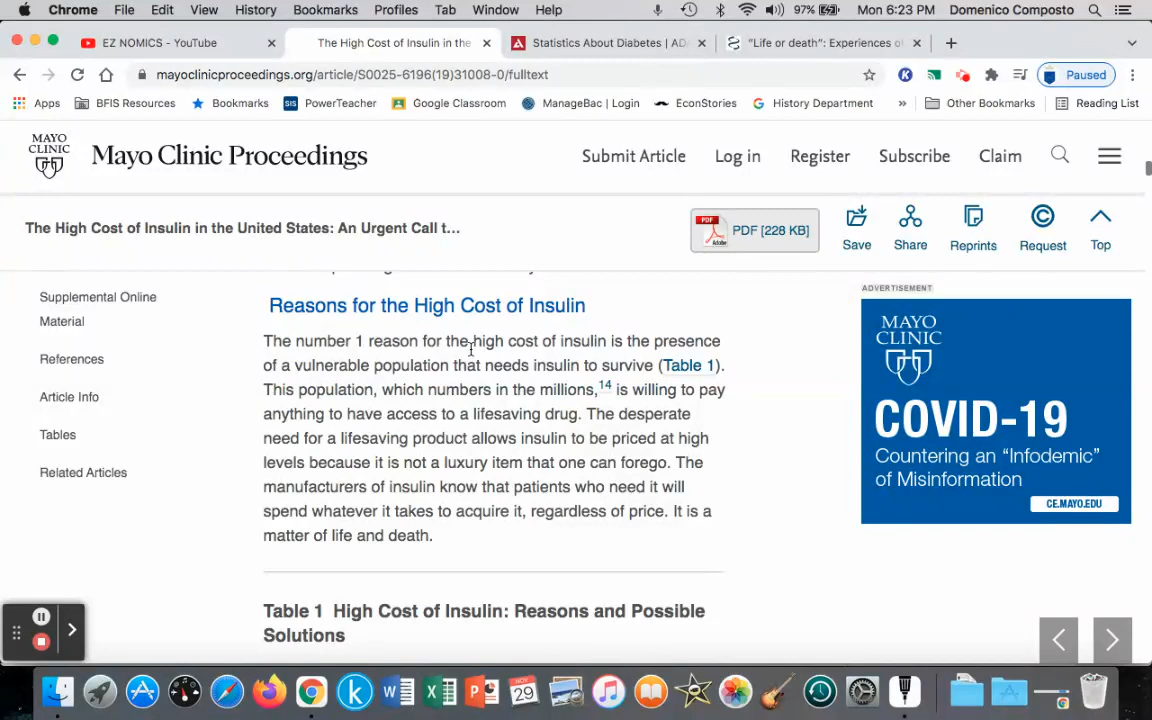 Chrome File Edit View History Bookmarks Profiles Tab Window Help 97% Mon 6:23 PM Domenico Composto
EZ NOMICS - YouTube The High Cost of Insulin in the Statistics About Diabetes | AD "Life or death": Experiences of
mayoclinicproceedings.org/article/S0025-6196(19)31008-0/fulltext Paused
Apps BFIS Resources Bookmarks SIS PowerTeacher Google Classroom ManageBac | Login EconStories History Department » Other Bookmarks Reading List
MAYO
CLINIC
Mayo Clinic Proceedings
Submit Article Log in Register Subscribe Claim
The High Cost of Insulin in the United States: An Urgent Call t...
PDF Adobe PDF [228 KB]
Save Share Reprints Request Top
Supplemental Online
Material
References
Article Info
Tables
Related Articles
Reasons for the High Cost of Insulin
The number 1 reason for the high cost of insulin is the presence
of a vulnerable population that needs insulin to survive (Table 1).
This population, which numbers in the millions,14 is willing to pay
anything to have access to a lifesaving drug. The desperate
need for a lifesaving product allows insulin to be priced at high
levels because it is not a luxury item that one can forego. The
manufacturers of insulin know that patients who need it will
spend whatever it takes to acquire it, regardless of price. It is a
matter of life and death.
Table 1 High Cost of Insulin: Reasons and Possible
Solutions
ADVERTISEMENT
MAYO
CLINIC
COVID-19
Countering an “Infodemic”
of Misinformation
CE.MAYO.EDU
NOV
29